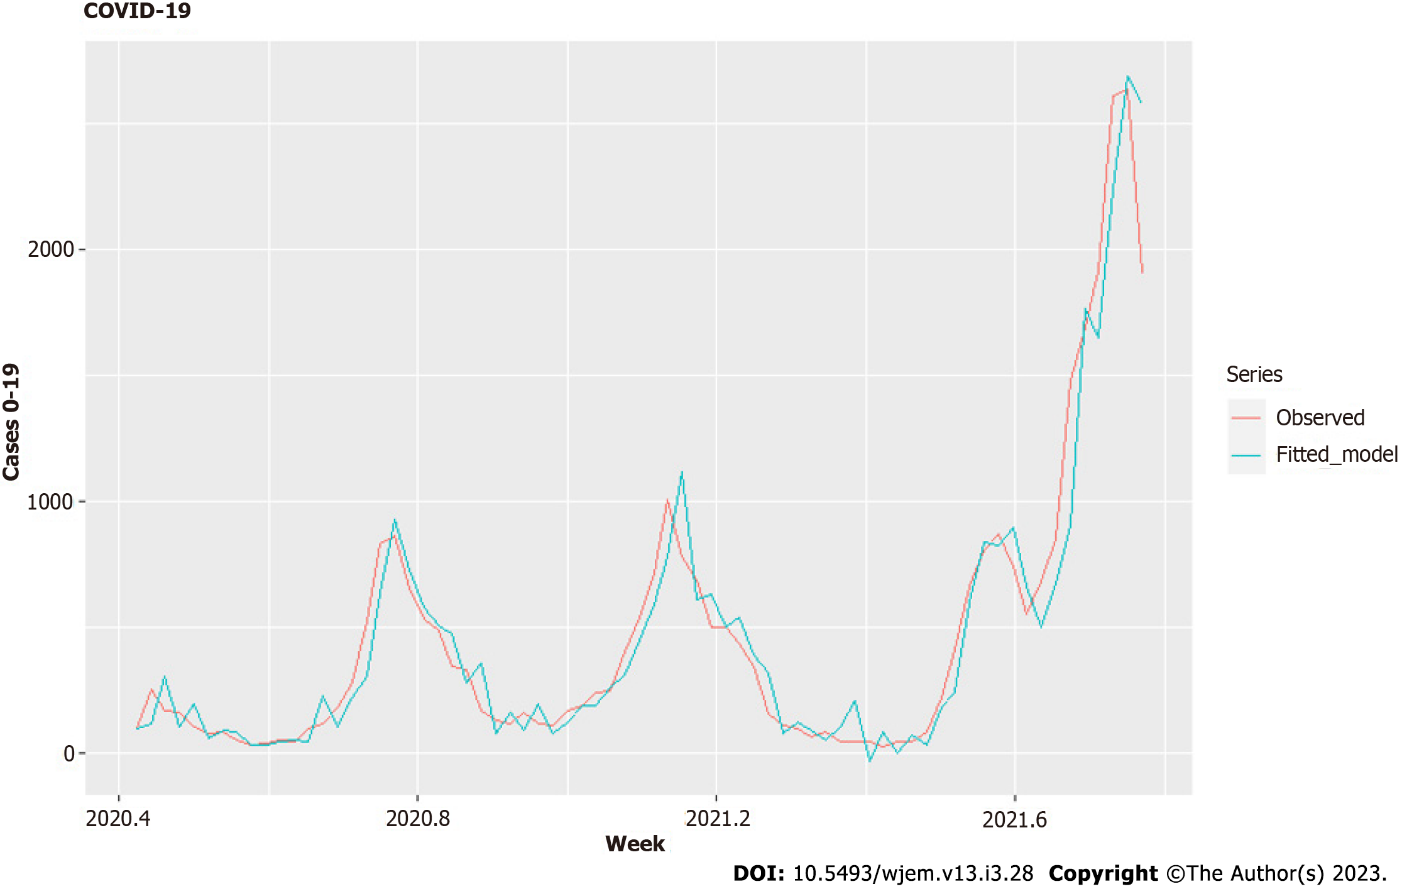 COVID-19
2000
1000
0
Cases 0-19
2020.4 2020.8 2021.2 2021.6
Week
Series
Observed
Fitted_model
DOI: 10.5493/wjem.v13.i3.28 Copyright ©The Author(s) 2023.